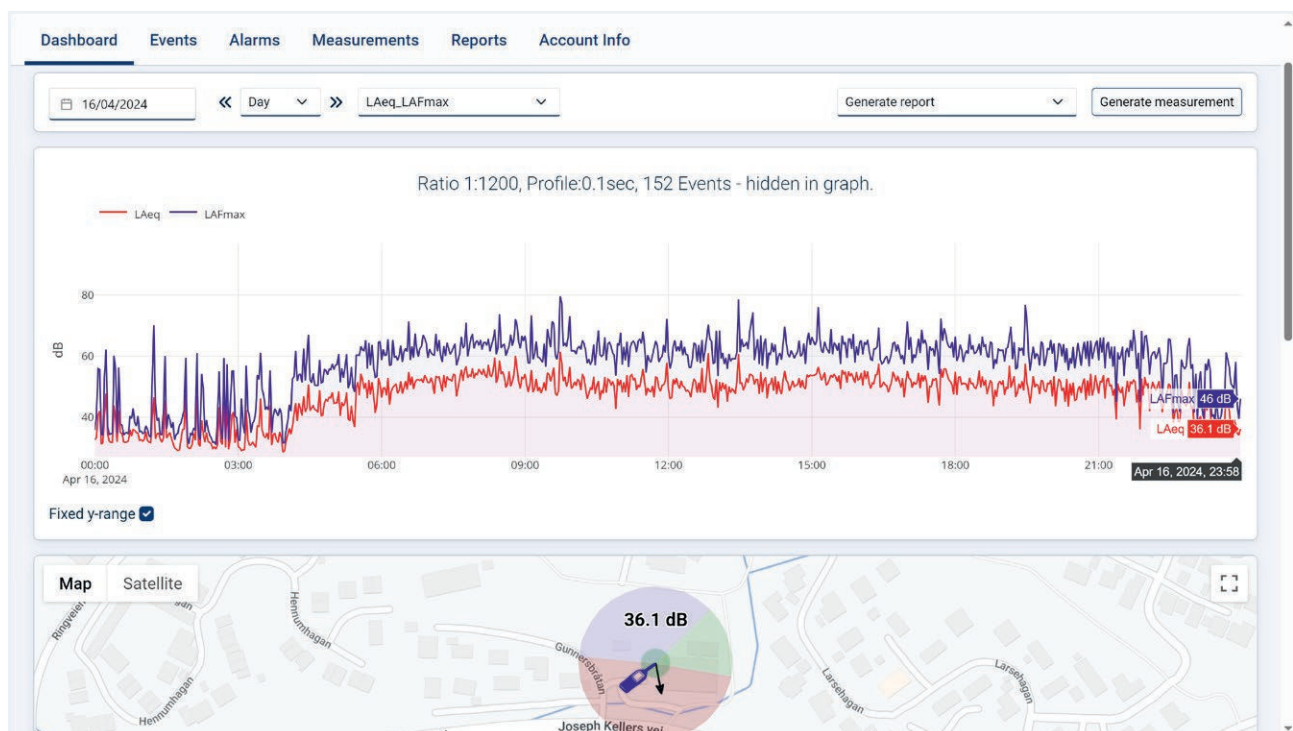 Dashboard Events Alarms Measurements Reports Account Info
16/04/2024 Day LAeq_LAFmax Generate report Generate measurement
Ratio 1:1200, Profile:0.1sec, 152 Events - hidden in graph.
LAeq LAFmax
80
dB
60
40
LAFmax 46 dB
LAeq 36.1 dB
00:00 03:00 06:00 09:00 12:00 15:00 18:00 21:00
Apr 16, 2024
Apr 16, 2024, 23:58
Fixed y-range
Map Satellite
36.1 dB
Ringveien
Hennumhagan
Gunnersbråtan
Larsehagan
Larsehagan
Hennumhagan
Joseph Kellers vei